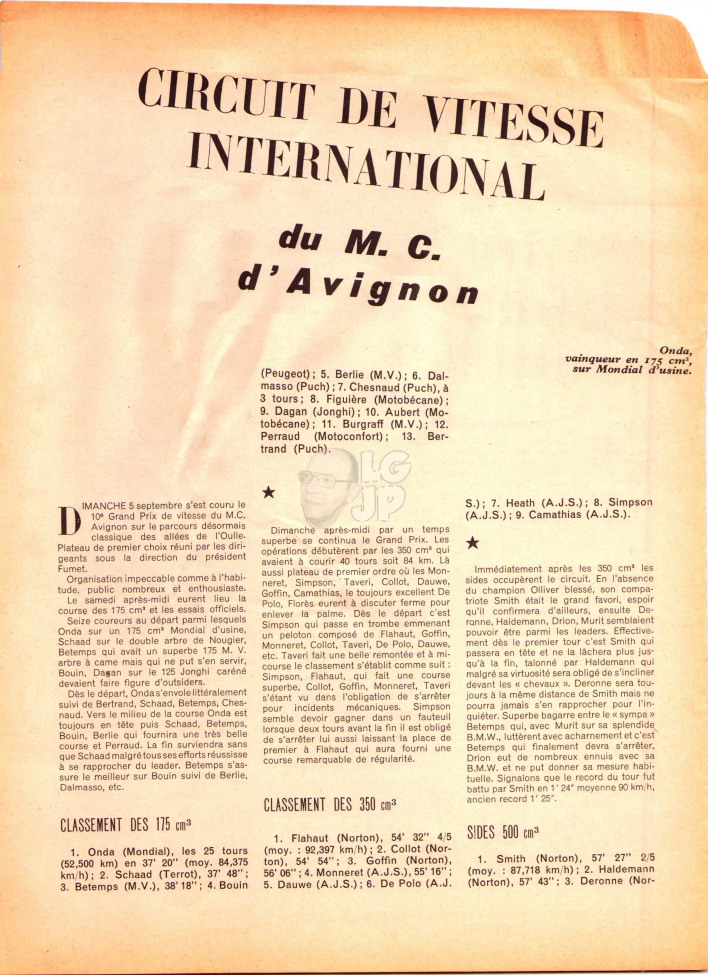 CIRCUIT DE VITESSE
INTERNATIONAL
du M. C.
d'Avignon
Onda,
vainqueur en 175 cm³,
sur Mondial d'usine.
DIMANCHE 5 septembre s'est couru le
10e Grand Prix de vitesse du M.C.
Avignon sur le parcours désormais
classique des allées de l'Oulle.
Plateau de premier choix réuni par les diri-
geants sous la direction du président
Fumet.
Organisation impeccable comme à l'habi-
tude, public nombreux et enthousiaste.
Le samedi après-midi eurent lieu la
course des 175 cm³ et les essais officiels.
Seize coureurs au départ parmi lesquels
Onda sur un 175 cm³ Mondial d'usine,
Schaad sur le double arbre de Nougier,
Betemps qui avait un superbe 175 M. V.
arbre à came mais qui ne put s'en servir,
Bouin, Dagan sur le 125 Jonghi caréné
devaient faire figure d'outsiders.
Dès le départ, Onda s'envole littéralement
suivi de Bertrand, Schaad, Betemps, Ches-
naud. Vers le milieu de la course Onda est
toujours en tête puis Schaad, Betemps,
Bouin, Berlie qui fournira une très belle
course et Perraud. La fin surviendra sans
que Schaad malgré tous ses efforts réussisse
à se rapprocher du leader. Betemps s'as-
sure le meilleur sur Bouin suivi de Berlie,
Dalmasso, etc.
CLASSEMENT DES 175 cm³
1. Onda (Mondial), les 25 tours
(52,500 km) en 37' 20'' (moy. 84,375
km/h) ; 2. Schaad (Terrot), 37' 48'' ;
3. Betemps (M.V.), 38' 18'' ; 4. Bouin
(Peugeot) ; 5. Berlie (M.V.) ; 6. Dal-
masso (Puch) ; 7. Chesnaud (Puch), à
3 tours ; 8. Figuière (Motobécane) ;
9. Dagan (Jonghi) ; 10. Aubert (Mo-
tobécane) ; 11. Burgraff (M.V.) ; 12.
Perraud (Motoconfort) ; 13. Ber-
trand (Puch).
LG
JP
Dimanche après-midi par un temps
superbe se continua le Grand Prix. Les
opérations débutèrent par les 350 cm³ qui
avaient à courir 40 tours soit 84 km. Là
aussi plateau de premier ordre où les Mon-
neret, Simpson, Taveri, Collot, Dauwe,
Goffin, Camathias, le toujours excellent De
Polo, Florès eurent à discuter ferme pour
enlever la palme. Dès le départ c'est
Simpson qui passe en trombe emmenant
un peloton composé de Flahaut, Goffin,
Monneret, Collot, Taveri, De Polo, Dauwe,
etc. Taveri fait une belle remontée et à mi-
course le classement s'établit comme suit :
Simpson, Flahaut, qui fait une course
superbe, Collot, Goffin, Monneret, Taveri
s'étant vu dans l'obligation de s'arrêter
pour incidents mécaniques. Simpson
semble devoir gagner dans un fauteuil
lorsque deux tours avant la fin il est obligé
de s'arrêter lui aussi laissant la place de
premier à Flahaut qui aura fourni une
course remarquable de régularité.
CLASSEMENT DES 350 cm³
1. Flahaut (Norton), 54' 32'' 4/5
(moy. : 92,397 km/h) ; 2. Collot (Nor-
ton), 54' 54'' ; 3. Goffin (Norton),
56' 06'' ; 4. Monneret (A.J.S), 55' 16'' ;
5. Dauwe (A.J.S.) ; 6. De Polo (A.J.
S.) ; 7. Heath (A.J.S.) ; 8. Simpson
(A.J.S.) ; 9. Camathias (A.J.S.).
Immédiatement après les 350 cm³ les
sides occupèrent le circuit. En l'absence
du champion Olliver blessé, son compa-
triote Smith était le grand favori, espoir
qu'il confirmera d'ailleurs, ensuite De-
ronne, Haldemann, Drion, Murit semblaient
pouvoir être parmi les leaders. Effective-
ment dès le premier tour c'est Smith qui
passera en tête et ne la lâchera plus jus-
qu'à la fin, talonné par Haldemann qui
malgré sa virtuosité sera obligé de s'incliner
devant les « chevaux ». Deronne sera tou-
jours à la même distance de Smith mais ne
pourra jamais s'en rapprocher pour l'in-
quiéter. Superbe bagarre entre le « sympa »
Betemps qui, avec Murit sur sa splendide
B.M.W., luttèrent avec acharnement et c'est
Betemps qui finalement devra s'arrêter.
Drion eut de nombreux ennuis avec sa
B.M.W. et ne put donner sa mesure habi-
tuelle. Signalons que le record du tour fut
battu par Smith en 1' 24'' moyenne 90 km/h,
ancien record 1' 25''.
SIDES 500 cm³
1. Smith (Norton), 57' 27'' 2/5
(moy. : 87,718 km/h) ; 2. Haldemann
(Norton), 57' 43'' ; 3. Deronne (Nor-